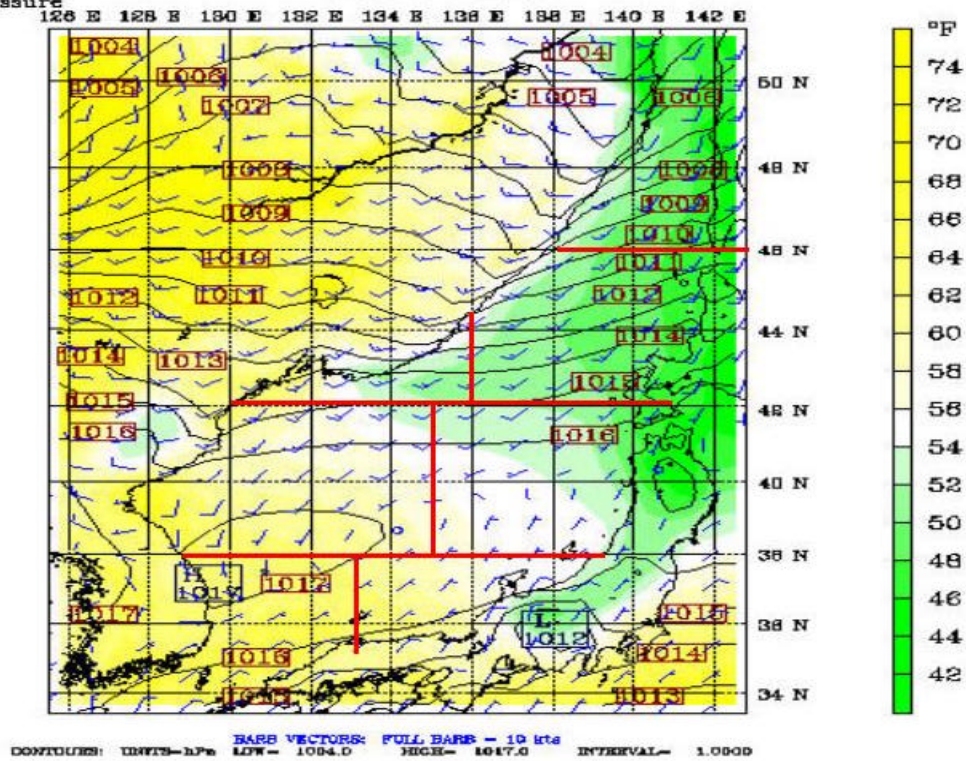 ssure
128 E 128 E 130 E 132 E 134 E 136 E 138 E 140 E 142 E
°F
1004 1004
74
1005 1006 50 N
1007 1005 1006
72
70
1008 1008 48 N
68
1009 1009
66
1010
1010 46 N
1011
64
1012 1011 1012
62
1014 44 N
60
1014 1013
58
1015 1015 42 N
56
1016 1016
54
52
40 N
50
38 N
48
H
1017 1017
46
1017 L 1015 36 N
1012
44
1016 1014
42
1013 34 N
BARB VECTORS: FULL BARB = 10 kts
CONTOURS: UNITS=hPa LOW= 1004.0 HIGH= 1017.0 INTERVAL= 1.0000